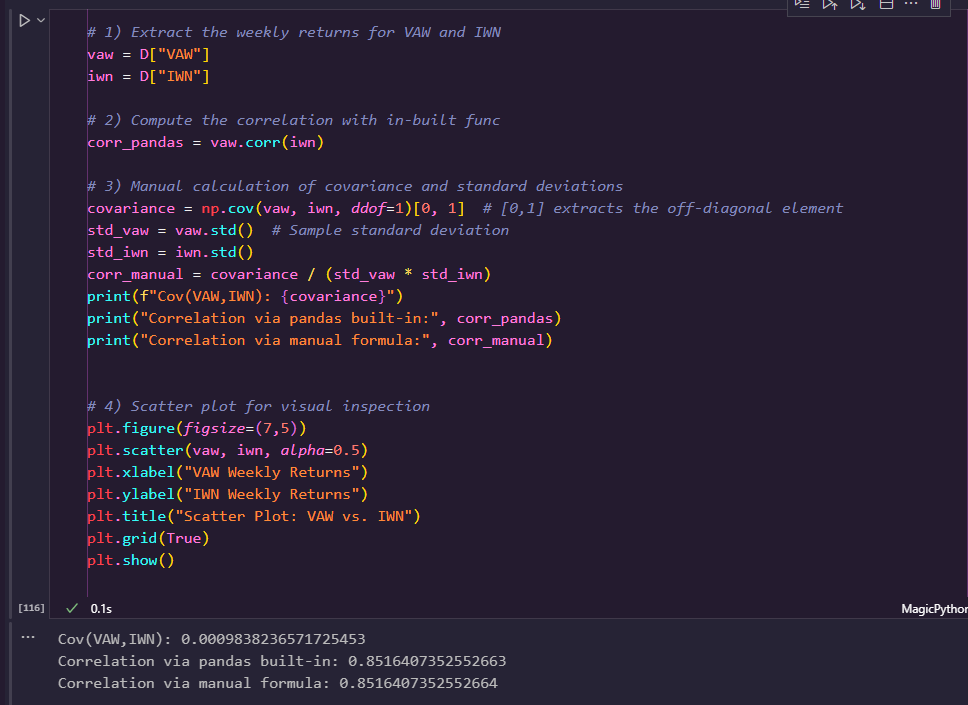 # 1) Extract the weekly returns for VAW and IWN
vaw = D["VAW"]
iwn = D["IWN"]
# 2) Compute the correlation with in-built func
corr_pandas = vaw.corr(iwn)
# 3) Manual calculation of covariance and standard deviations
covariance = np.cov(vaw, iwn, ddof=1)[0, 1]  # [0,1] extracts the off-diagonal element
std_vaw = vaw.std()  # Sample standard deviation
std_iwn = iwn.std()
corr_manual = covariance / (std_vaw * std_iwn)
print(f"Cov(VAW,IWN): {covariance}")
print("Correlation via pandas built-in:", corr_pandas)
print("Correlation via manual formula:", corr_manual)
# 4) Scatter plot for visual inspection
plt.figure(figsize=(7,5))
plt.scatter(vaw, iwn, alpha=0.5)
plt.xlabel("VAW Weekly Returns")
plt.ylabel("IWN Weekly Returns")
plt.title("Scatter Plot: VAW vs. IWN")
plt.grid(True)
plt.show()
[116] 0.1s MagicPython
Cov(VAW,IWN): 0.0009838236571725453
Correlation via pandas built-in: 0.8516407352552663
Correlation via manual formula: 0.8516407352552664